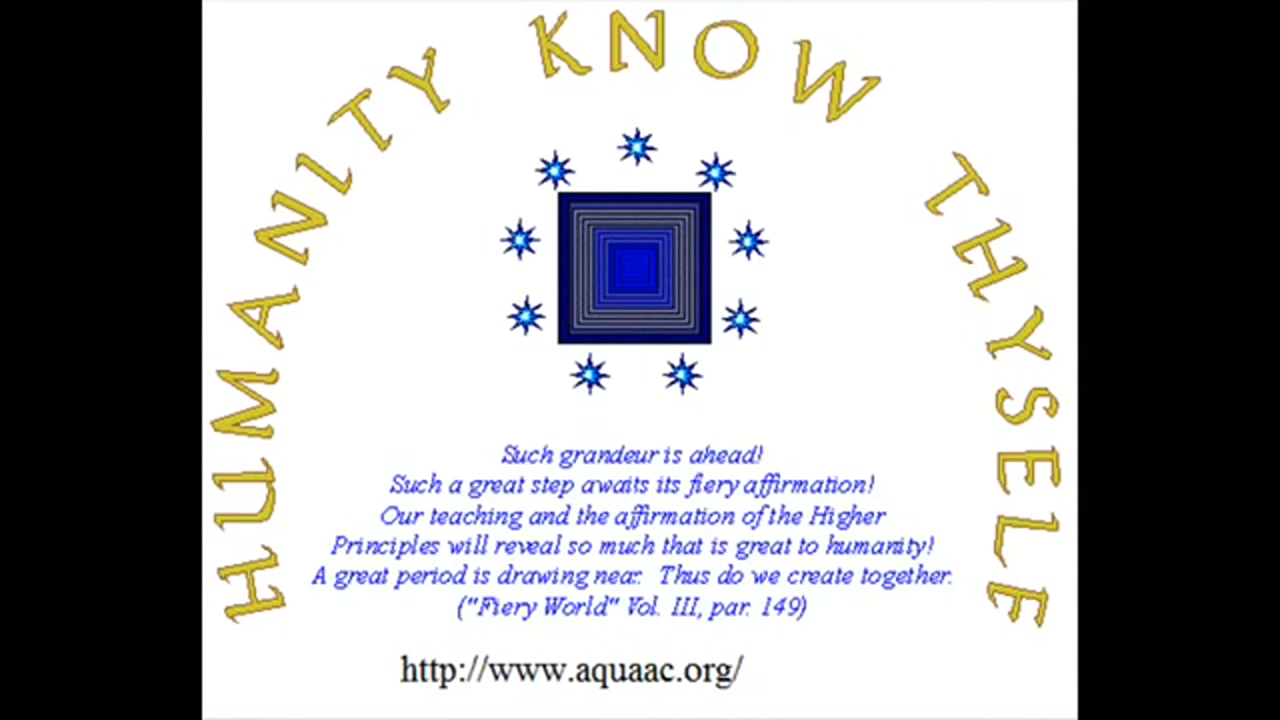 HUMANITY KNOW THYSELF
Such grandeur is ahead!
Such a great step awaits its fiery affirmation!
Our teaching and the affirmation of the Higher
Principles will reveal so much that is great to humanity!
A great period is drawing near.  Thus do we create together.
("Fiery World" Vol. III, par. 149)
http://www.aquaac.org/